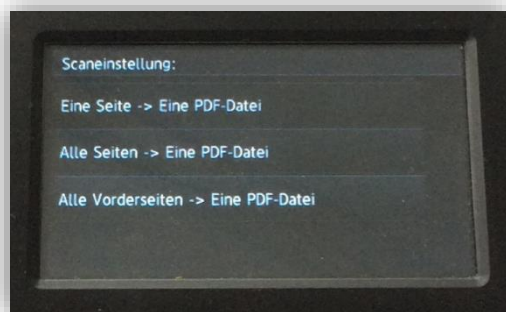 Scaneinstellung:
Eine Seite -> Eine PDF-Datei
Alle Seiten -> Eine PDF-Datei
Alle Vorderseiten -> Eine PDF-Datei